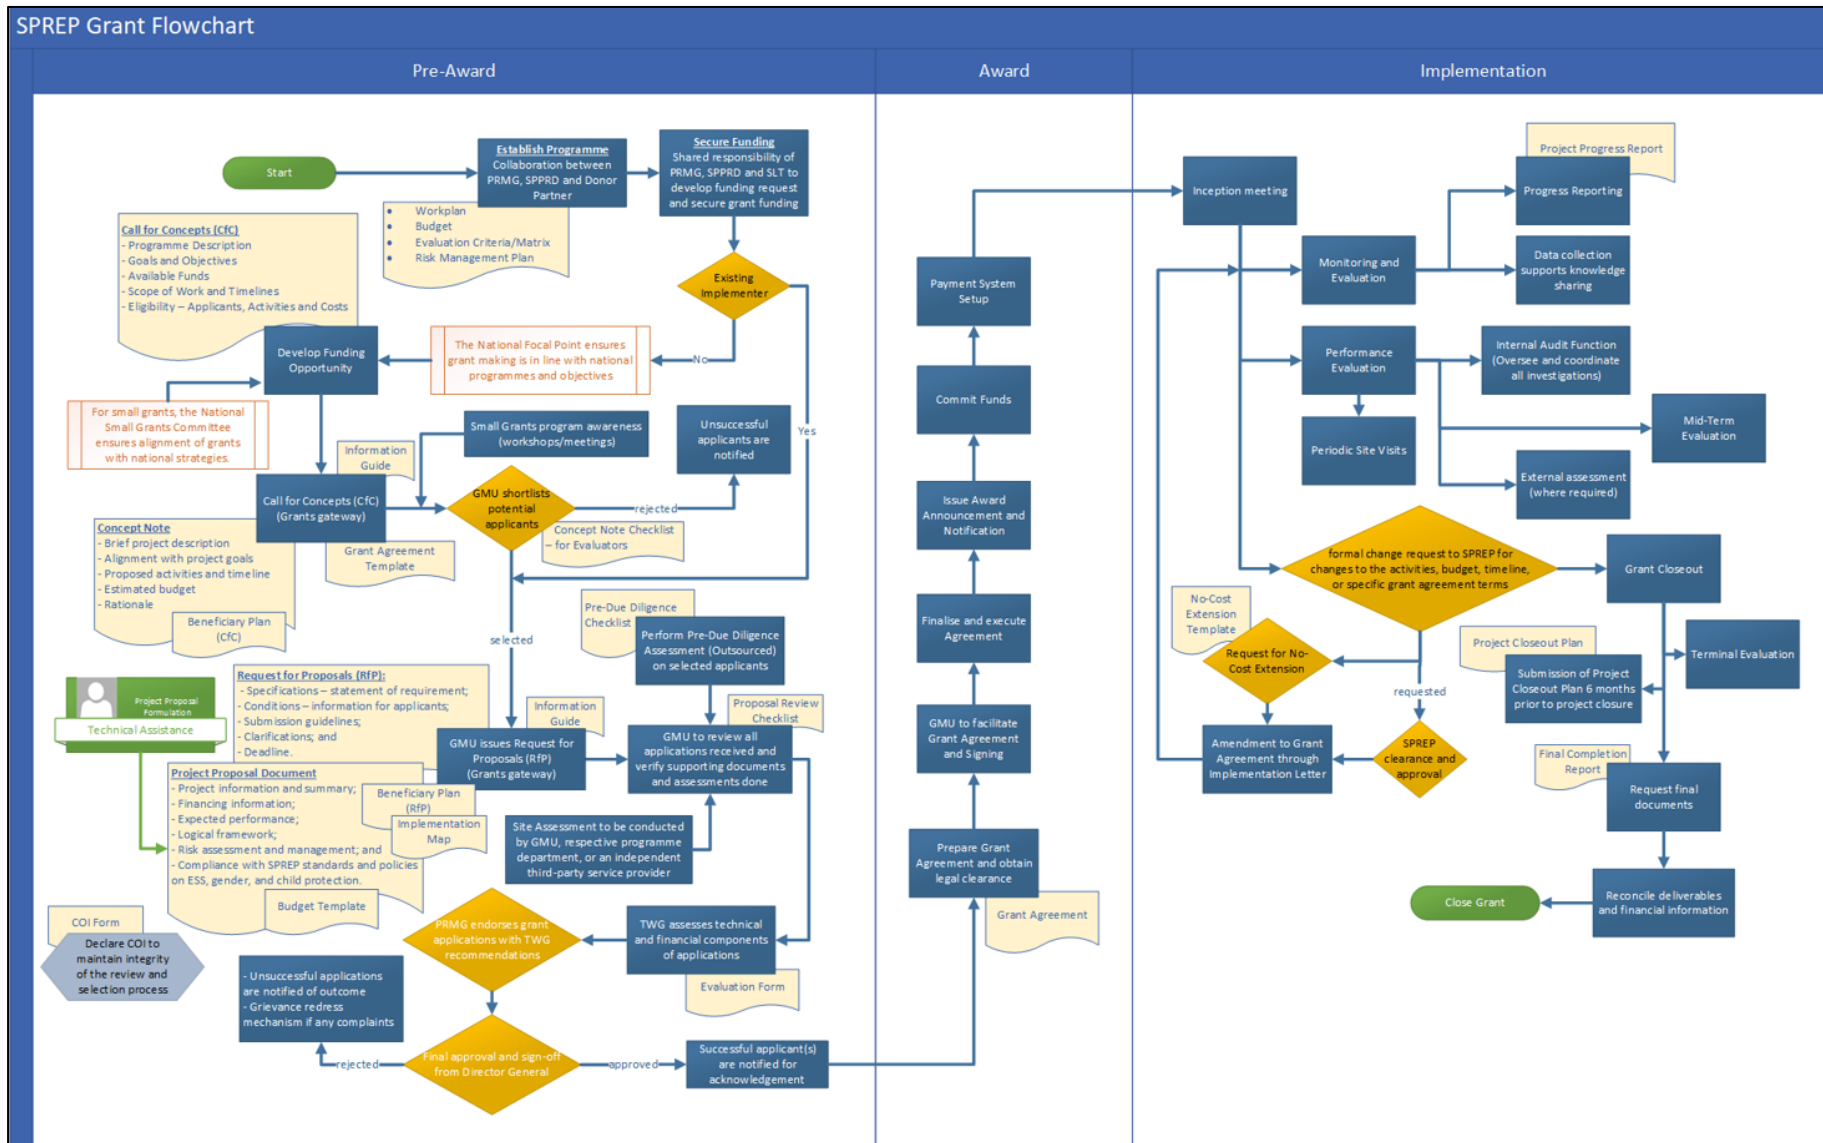 SPREP Grant Flowchart
Pre-Award
Award
Implementation
Start
Establish Programme
Collaboration between
PRMG, SPPRD and Donor
Partner
Workplan
Budget
Evaluation Criteria/Matrix
Risk Management Plan
Secure Funding
Shared responsibility of
PRMG, SPPRD and SLT to
develop funding request
and secure grant funding
Existing
Implementer
No
Yes
The National Focal Point ensures
grant making is in line with national
programmes and objectives
Call for Concepts (CfC)
- Programme Description
- Goals and Objectives
- Available Funds
- Scope of Work and Timelines
- Eligibility – Applicants, Activities and Costs
Develop Funding
Opportunity
For small grants, the National
Small Grants Committee
ensures alignment of grants
with national strategies.
Small Grants program awareness
(workshops/meetings)
Unsuccessful
applicants are
notified
Information
Guide
Call for Concepts (CfC)
(Grants gateway)
GMU shortlists
potential
applicants
rejected
Concept Note Checklist
– for Evaluators
Grant Agreement
Template
Concept Note
- Brief project description
- Alignment with project goals
- Proposed activities and timeline
- Estimated budget
- Rationale
Beneficiary Plan
(CfC)
selected
Pre-Due Diligence
Checklist
Perform Pre-Due Diligence
Assessment (Outsourced)
on selected applicants
Project Proposal
Formulation
Technical Assistance
Request for Proposals (RfP):
- Specifications – statement of requirement;
- Conditions – information for applicants;
- Submission guidelines;
- Clarifications; and
- Deadline.
Information
Guide
GMU issues Request for
Proposals (RfP)
(Grants gateway)
Proposal Review
Checklist
GMU to review all
applications received and
verify supporting documents
and assessments done
Project Proposal Document
- Project information and summary;
- Financing information;
- Expected performance;
- Logical framework;
- Risk assessment and management; and
- Compliance with SPREP standards and policies
on ESS, gender, and child protection.
Beneficiary Plan
(RfP)
Implementation
Map
Budget Template
Site Assessment to be conducted
by GMU, respective programme
department, or an independent
third-party service provider
COI Form
Declare COI to
maintain integrity
of the review and
selection process
PRMG endorses grant
applications with TWG
recommendations
TWG assesses technical
and financial components
of applications
Evaluation Form
- Unsuccessful applications
are notified of outcome
- Grievance redress
mechanism if any complaints
rejected
Final approval and sign-off
from Director General
approved
Successful applicant(s)
are notified for
acknowledgement
Payment System
Setup
Commit Funds
Issue Award
Announcement and
Notification
Finalise and execute
Agreement
GMU to facilitate
Grant Agreement
and Signing
Prepare Grant
Agreement and obtain
legal clearance
Grant Agreement
Inception meeting
Project Progress Report
Progress Reporting
Monitoring and
Evaluation
Data collection
supports knowledge
sharing
Performance
Evaluation
Internal Audit Function
(Oversee and coordinate
all investigations)
Periodic Site Visits
Mid-Term
Evaluation
External assessment
(where required)
formal change request to SPREP for
changes to the activities, budget, timeline,
or specific grant agreement terms
Grant Closeout
No-Cost
Extension
Template
Request for No-
Cost Extension
requested
Project Closeout Plan
Submission of Project
Closeout Plan 6 months
prior to project closure
Terminal Evaluation
Amendment to Grant
Agreement through
Implementation Letter
SPREP
clearance and
approval
Final Completion
Report
Request final
documents
Reconcile deliverables
and financial information
Close Grant